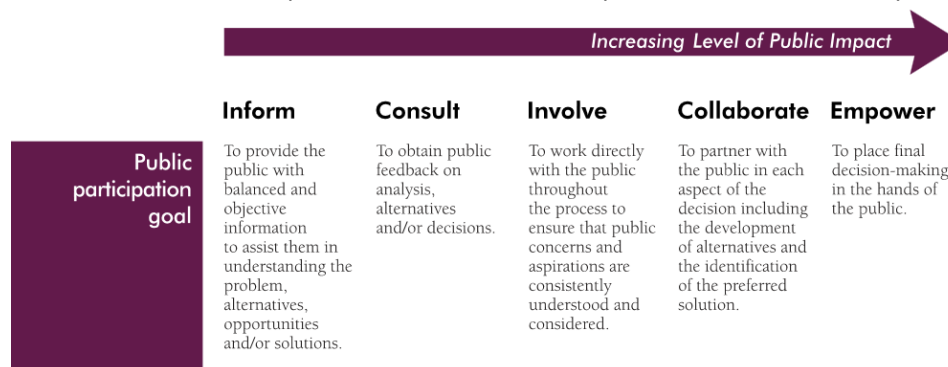 Increasing Level of Public Impact
Inform
Consult
Involve
Collaborate
Empower
Public
participation
goal
To provide the
public with
balanced and
objective
information
to assist them in
understanding the
problem,
alternatives,
opportunities
and/or solutions.
To obtain public
feedback on
analysis,
alternatives
and/or decisions.
To work directly
with the public
throughout
the process to
ensure that public
concerns and
aspirations are
consistently
understood and
considered.
To partner with
the public in each
aspect of the
decision including
the development
of alternatives and
the identification
of the preferred
solution.
To place final
decision-making
in the hands of
the public.